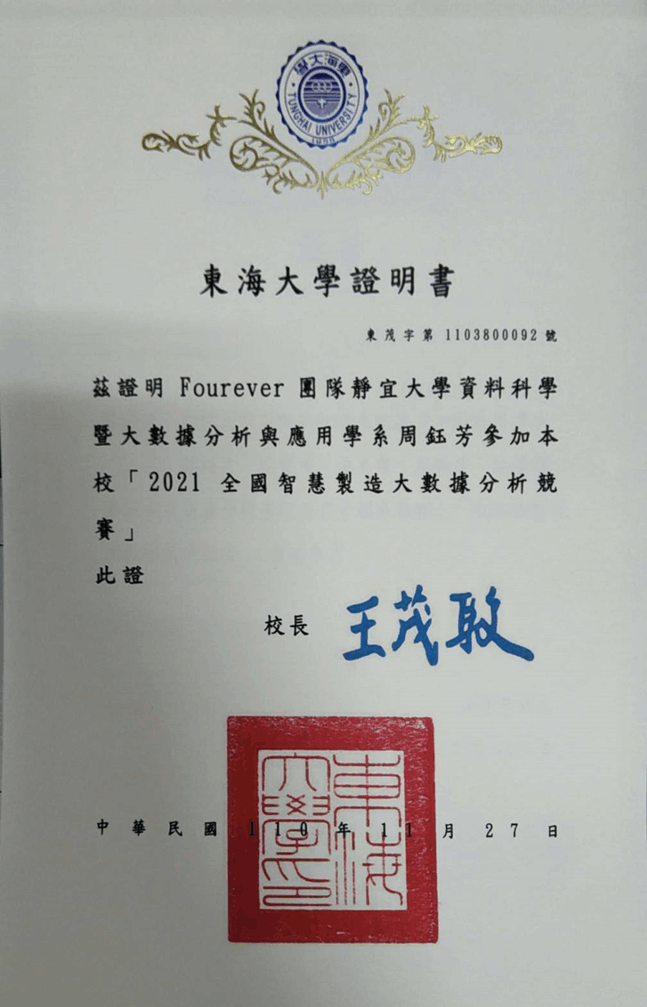 學大海東
TUNGHAI UNIVERSITY
1955
東海大學證明書
東茂字第 1103800092 號
茲證明 Fourever 團隊靜宜大學資料科學
暨大數據分析與應用學系周鈺芳參加本
校「2021 全國智慧製造大數據分析競
賽」
此證
校長 王茂駿
東海大學印
中華民國 110 年 11 月 27 日